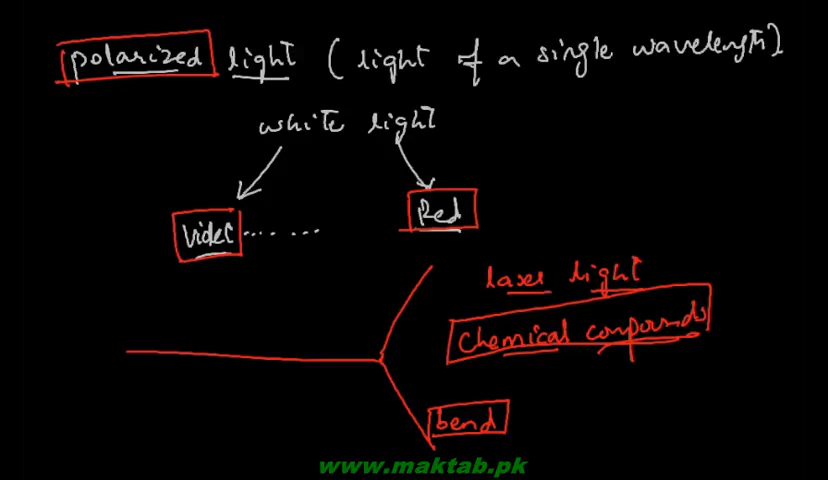 polarized light (light of a single wavelength)
white light
Violet ........ Red
laser light
Chemical compounds
bend
www.maktab.pk